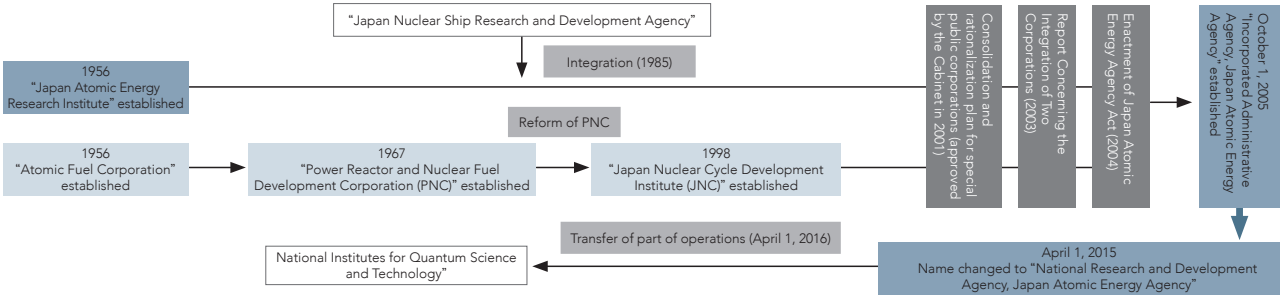 “Japan Nuclear Ship Research and Development Agency”
Integration (1985)
1956
“Japan Atomic Energy
Research Institute” established
Reform of PNC
1956
“Atomic Fuel Corporation”
established
1967
“Power Reactor and Nuclear Fuel
Development Corporation (PNC)” established
1998
“Japan Nuclear Cycle Development
Institute (JNC)” established
Consolidation and
rationalization plan for special
public corporations (approved
by the Cabinet in 2001)
Report Concerning the
Integration of Two
Corporations (2003)
Enactment of Japan Atomic
Energy Agency Act (2004)
October 1, 2005
“Incorporated Administrative
Agency, Japan Atomic Energy
Agency” established
April 1, 2015
Name changed to “National Research and Development
Agency, Japan Atomic Energy Agency”
Transfer of part of operations (April 1, 2016)
National Institutes for Quantum Science
and Technology”